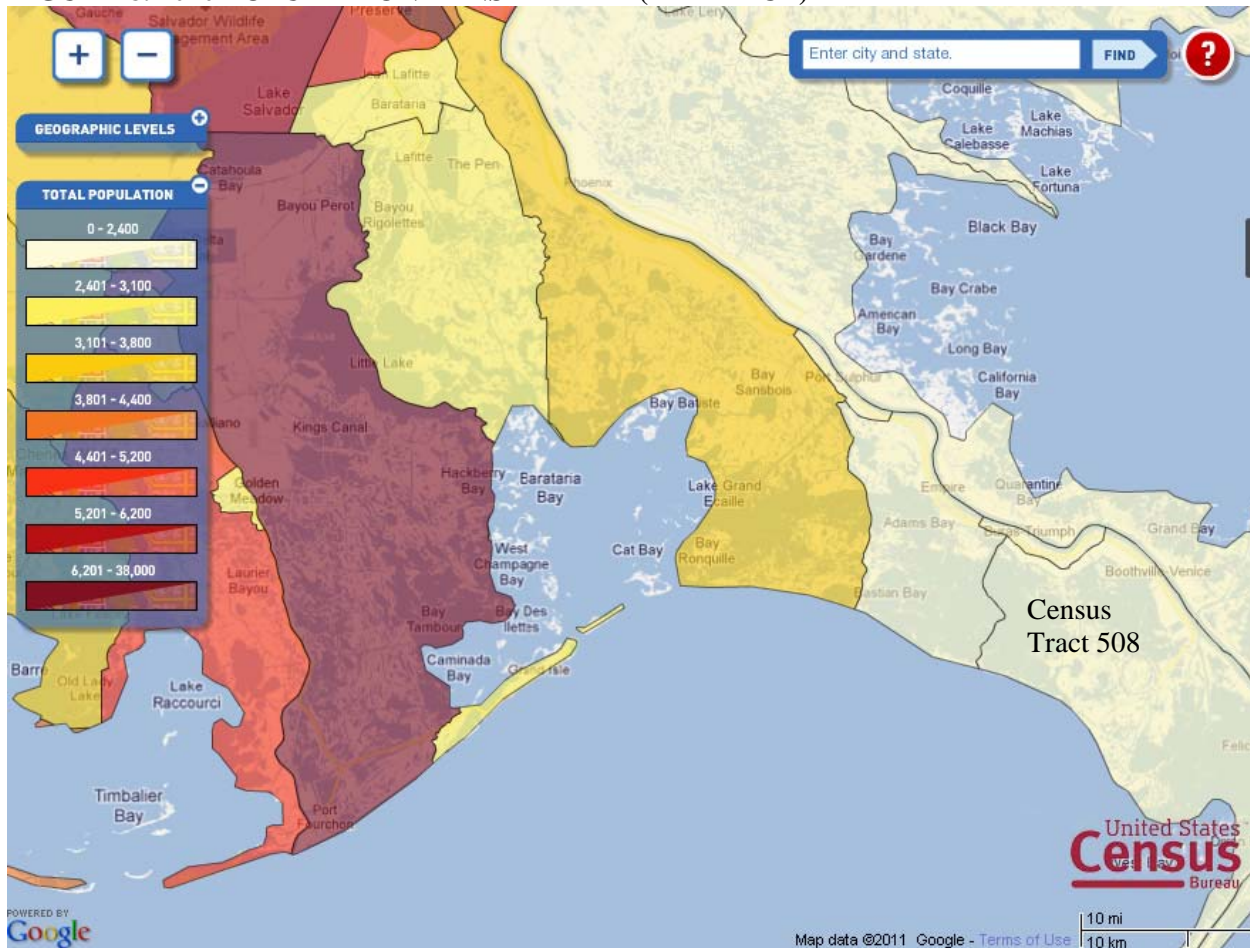 Gauche
Salvador Wildlife
Management Area
Preserve
Lake Lery
+
−
Enter city and state.
FIND
?
Jean Lafitte
Barataria
Coquille
Lake
Machias
Lake
Calebasse
Lake
Salvador
GEOGRAPHIC LEVELS
+
Lafitte
The Pen
Phoenix
Lake
Fortuna
Catahoula
Bay
TOTAL POPULATION
−
Bayou Perot
Bayou
Rigolettes
Black Bay
0 - 2,400
2,401 - 3,100
3,101 - 3,800
3,801 - 4,400
4,401 - 5,200
5,201 - 6,200
6,201 - 38,000
Bay
Gardene
Bay Crabe
American
Bay
Long Bay
California
Bay
Little Lake
Bay
Sansbois
Port Sulphur
Bay Batiste
Kings Canal
Golden
Meadow
Hackberry
Bay
Barataria
Bay
Lake Grand
Ecaille
Empire
Quarantine
Bay
Adams Bay
Buras-Triumph
Grand Bay
West
Champagne
Bay
Cat Bay
Bay
Ronquille
Boothville-Venice
Laurier
Bayou
Bastian Bay
Bay
Tambour
Bay Des
Ilettes
Census
Tract 508
Caminada
Bay
Grand Isle
Barre
Old Lady
Lake
Lake
Raccourci
Timbalier
Bay
Port
Fourchon
United States
Census
Bureau
West Bay
POWERED BY
Google
Map data ©2011 Google - Terms of Use
10 mi
10 km